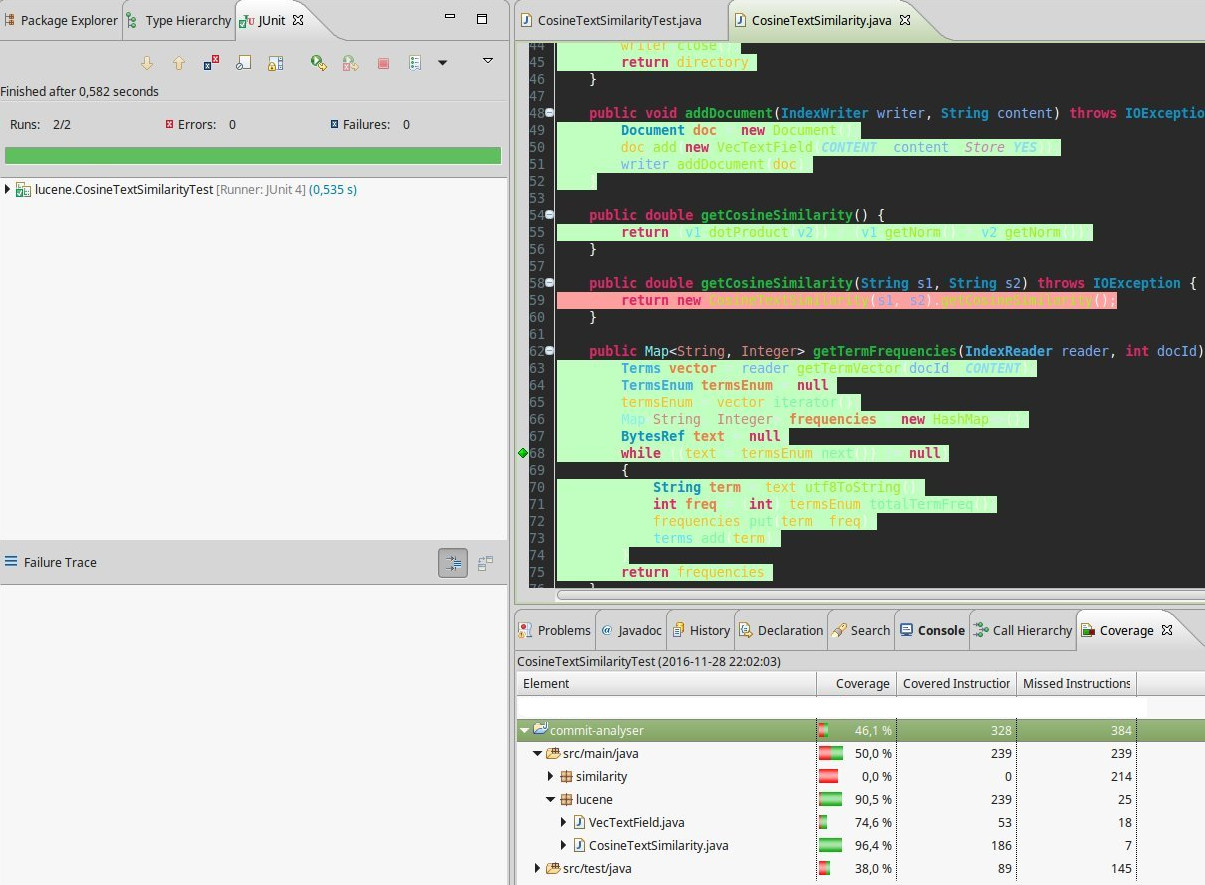 Package Explorer Type Hierarchy JUnit
Finished after 0,582 seconds
Runs: 2/2 Errors: 0 Failures: 0
lucene.CosineTextSimilarityTest [Runner: JUnit 4] (0,535 s)
Failure Trace
CosineTextSimilarityTest.java CosineTextSimilarity.java
44 writer close(
45 return directory
46 }
47
48 public void addDocument(IndexWriter writer, String content) throws IOExceptio
49 Document doc new Document
50 doc add new VecTextField CONTENT content Store YES
51 writer addDocument doc
52
53
54 public double getCosineSimilarity() {
55 return v1 dotProduct v2 v1 getNorm v2 getNorm
56 }
57
58 public double getCosineSimilarity(String s1, String s2) throws IOException {
59 return new CosineTextSimilarity(s1, s2).getCosineSimilarity();
60 }
61
62 public Map<String, Integer> getTermFrequencies(IndexReader reader, int docId)
63 Terms vector reader getTermVector docId CONTENT
64 TermsEnum termsEnum null
65 termsEnum vector iterator
66 Map String Integer frequencies new HashMap
67 BytesRef text null
68 while text termsEnum next null
69 {
70 String term text utf8ToString
71 int freq int termsEnum totalTermFreq
72 frequencies put term freq
73 terms add term
74
75 return frequencies
76 }
Problems @ Javadoc History Declaration Search Console Call Hierarchy Coverage
CosineTextSimilarityTest (2016-11-28 22:02:03)
Element Coverage Covered Instruction Missed Instructions
commit-analyser 46,1 % 328 384
src/main/java 50,0 % 239 239
similarity 0,0 % 0 214
lucene 90,5 % 239 25
VecTextField.java 74,6 % 53 18
CosineTextSimilarity.java 96,4 % 186 7
src/test/java 38,0 % 89 145